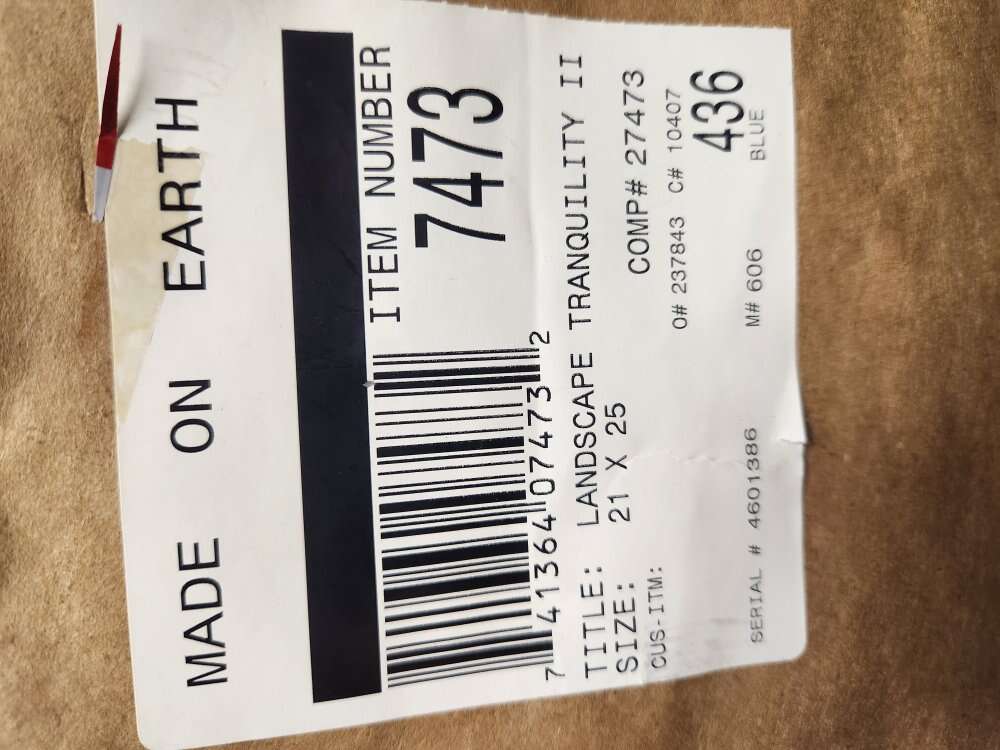 MADE ON EARTH
ITEM NUMBER
7473
7 41364 07473 2
TITLE: LANDSCAPE TRANQUILITY II
SIZE: 21 X 25
COMP# 27473
CUS-ITM:
O# 237843 C# 10407
436
SERIAL # 4601386 M# 606 BLUE